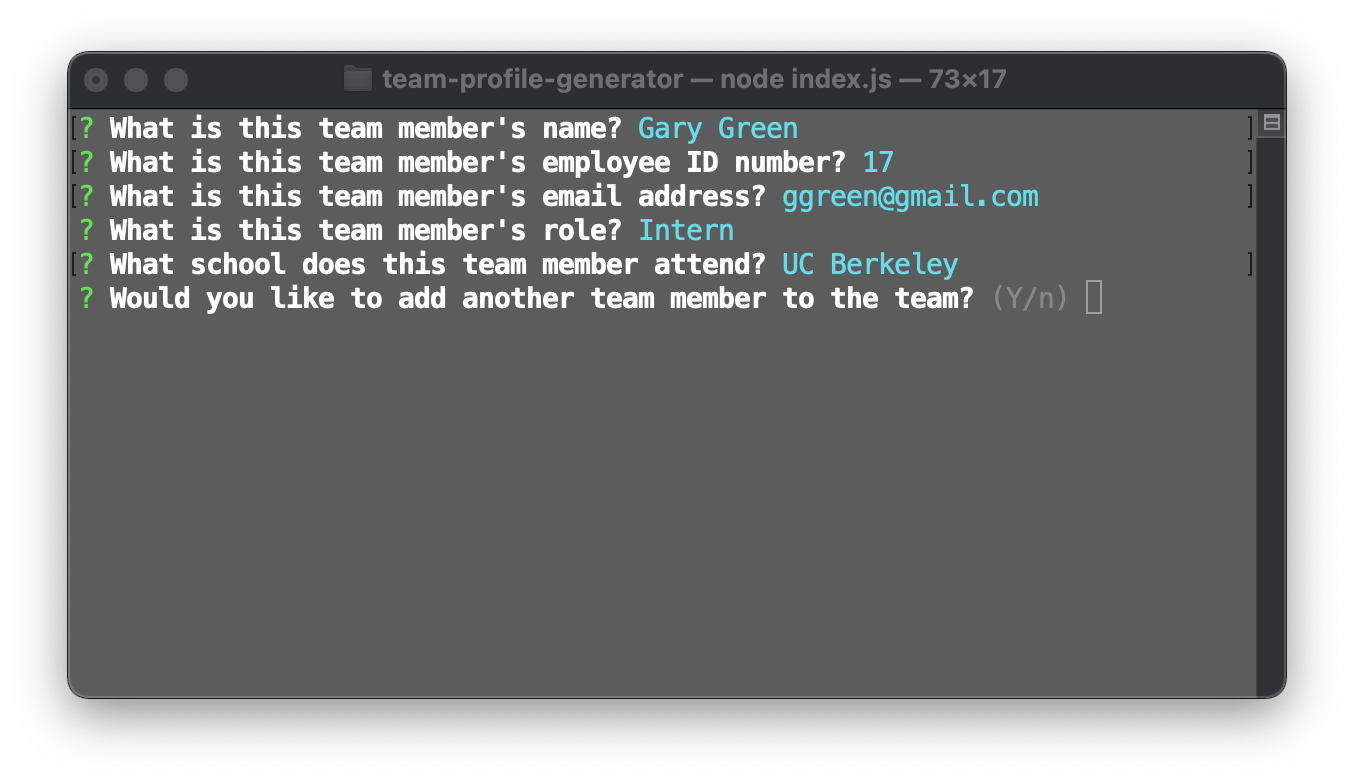 team-profile-generator — node index.js — 73×17
[? What is this team member's name? Gary Green ]
[? What is this team member's employee ID number? 17 ]
[? What is this team member's email address? ggreen@gmail.com ]
? What is this team member's role? Intern
[? What school does this team member attend? UC Berkeley ]
? Would you like to add another team member to the team? (Y/n)